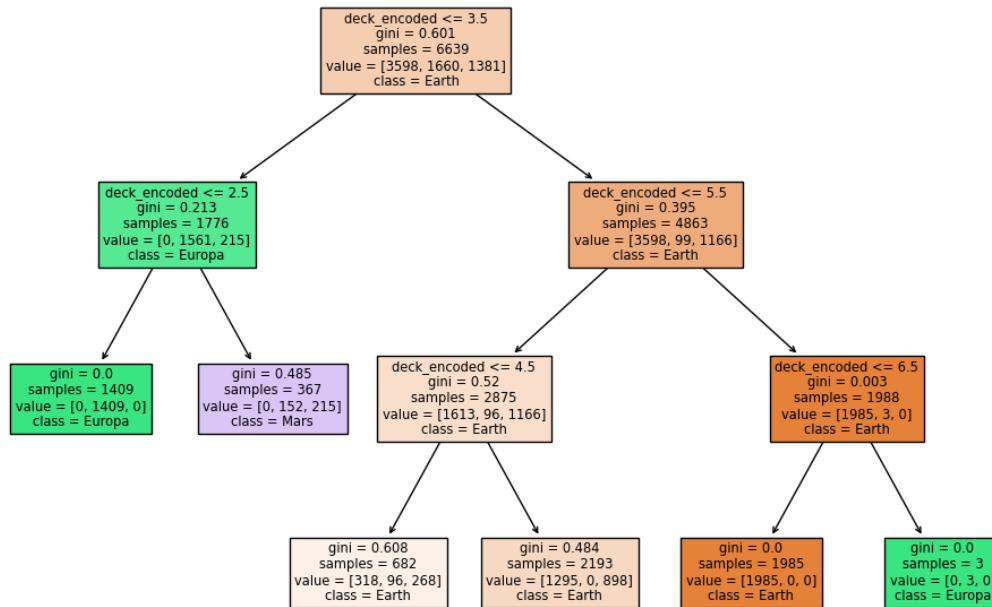 deck_encoded <= 3.5
gini = 0.601
samples = 6639
value = [3598, 1660, 1381]
class = Earth
deck_encoded <= 2.5
gini = 0.213
samples = 1776
value = [0, 1561, 215]
class = Europa
deck_encoded <= 5.5
gini = 0.395
samples = 4863
value = [3598, 99, 1166]
class = Earth
gini = 0.0
samples = 1409
value = [0, 1409, 0]
class = Europa
gini = 0.485
samples = 367
value = [0, 152, 215]
class = Mars
deck_encoded <= 4.5
gini = 0.52
samples = 2875
value = [1613, 96, 1166]
class = Earth
deck_encoded <= 6.5
gini = 0.003
samples = 1988
value = [1985, 3, 0]
class = Earth
gini = 0.608
samples = 682
value = [318, 96, 268]
class = Earth
gini = 0.484
samples = 2193
value = [1295, 0, 898]
class = Earth
gini = 0.0
samples = 1985
value = [1985, 0, 0]
class = Earth
gini = 0.0
samples = 3
value = [0, 3, 0]
class = Europa